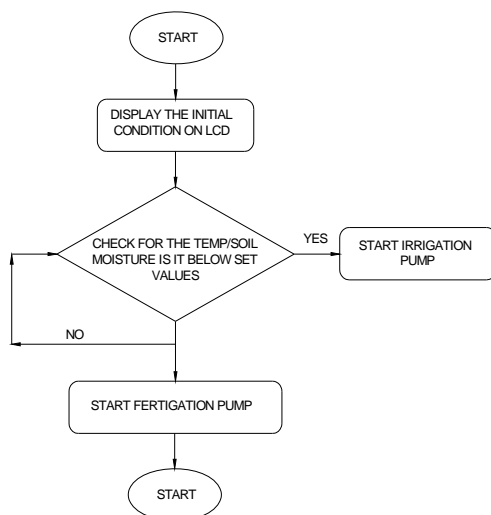 START
DISPLAY THE INITIAL
CONDITION ON LCD
CHECK FOR THE TEMP/SOIL
MOISTURE IS IT BELOW SET
VALUES
YES
START IRRIGATION
PUMP
NO
START FERTIGATION PUMP
START